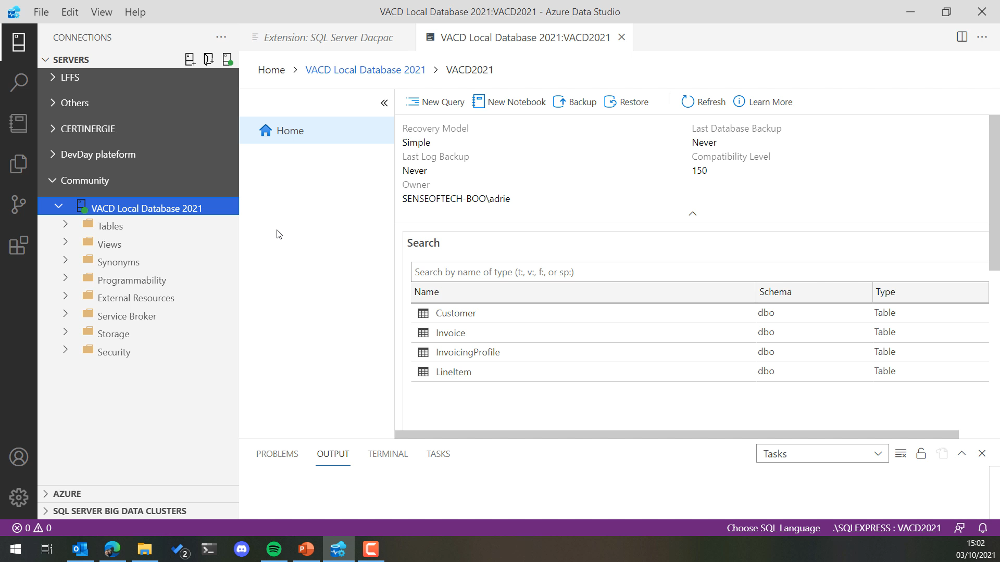 File Edit View Help
VACD Local Database 2021:VACD2021 - Azure Data Studio
CONNECTIONS
SERVERS
LFFS
Others
CERTINERGIE
DevDay plateform
Community
VACD Local Database 2021
Tables
Views
Synonyms
Programmability
External Resources
Service Broker
Storage
Security
AZURE
SQL SERVER BIG DATA CLUSTERS
Extension: SQL Server Dacpac
VACD Local Database 2021:VACD2021
Home > VACD Local Database 2021 > VACD2021
Home
New Query New Notebook Backup Restore Refresh Learn More
Recovery Model Last Database Backup
Simple Never
Last Log Backup Compatibility Level
Never 150
Owner
SENSEOFTECH-BOO\adrie
Search
Search by name of type (t:, v:, f:, or sp:)
Name Schema Type
Customer dbo Table
Invoice dbo Table
InvoicingProfile dbo Table
LineItem dbo Table
PROBLEMS OUTPUT TERMINAL TASKS
Tasks
0 0
Choose SQL Language .\SQLEXPRESS : VACD2021
2
15:02
03/10/2021